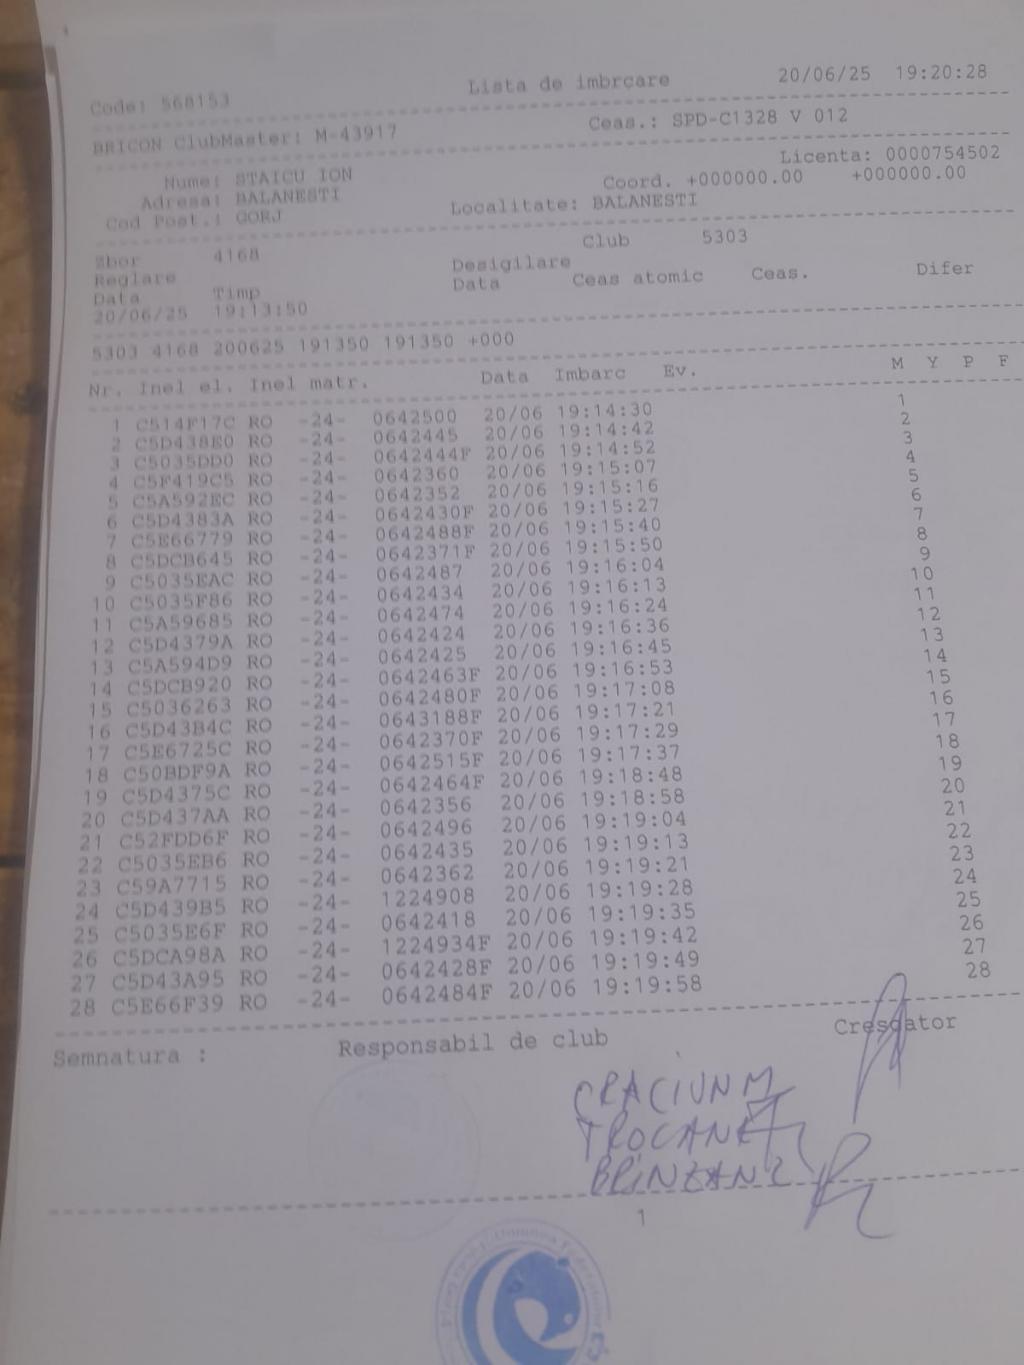 Lista de imbrcare 20/06/25 19:20:28
Code: 568153
BRICON ClubMaster: M-43917 Ceas.: SPD-C1328 V 012
Licenta: 0000754502
Nume: STAICU ION Coord. +000000.00 +000000.00
Adresa: BALANESTI
Cod Post.: GORJ Localitate: BALANESTI
Club 5303
Zbor 4168 Desigilare
Reglare Data Ceas atomic Ceas. Difer
Data Timp
20/06/25 19:13:50
5303 4168 200625 191350 191350 +000
Nr. Inel el. Inel matr. Data Imbarc Ev. M Y P F
1 C514F17C RO -24- 0642500 20/06 19:14:30 1
2 C5D438E0 RO -24- 0642445 20/06 19:14:42 2
3 C5035DD0 RO -24- 0642444F 20/06 19:14:52 3
4 C5F419C5 RO -24- 0642360 20/06 19:15:07 4
5 C5A592EC RO -24- 0642352 20/06 19:15:16 5
6 C5D4383A RO -24- 0642430F 20/06 19:15:27 6
7 C5E66779 RO -24- 0642488F 20/06 19:15:40 7
8 C5DCB645 RO -24- 0642371F 20/06 19:15:50 8
9 C5035EAC RO -24- 0642487 20/06 19:16:04 9
10 C5035F86 RO -24- 0642434 20/06 19:16:13 10
11 C5A59685 RO -24- 0642474 20/06 19:16:24 11
12 C5D4379A RO -24- 0642424 20/06 19:16:36 12
13 C5A594D9 RO -24- 0642425 20/06 19:16:45 13
14 C5DCB920 RO -24- 0642463F 20/06 19:16:53 14
15 C5036263 RO -24- 0642480F 20/06 19:17:08 15
16 C5D43B4C RO -24- 0643188F 20/06 19:17:21 16
17 C5E6725C RO -24- 0642370F 20/06 19:17:29 17
18 C50BDF9A RO -24- 0642515F 20/06 19:17:37 18
19 C5D4375C RO -24- 0642464F 20/06 19:18:48 19
20 C5D437AA RO -24- 0642356 20/06 19:18:58 20
21 C52FDD6F RO -24- 0642496 20/06 19:19:04 21
22 C5035EB6 RO -24- 0642435 20/06 19:19:13 22
23 C59A7715 RO -24- 0642362 20/06 19:19:21 23
24 C5D439B5 RO -24- 1224908 20/06 19:19:28 24
25 C5035E6F RO -24- 0642418 20/06 19:19:35 25
26 C5DCA98A RO -24- 1224934F 20/06 19:19:42 26
27 C5D43A95 RO -24- 0642428F 20/06 19:19:49 27
28 C5E66F39 RO -24- 0642484F 20/06 19:19:58 28
Semnatura : Responsabil de club Crescator
CRACIUN M
TROCAN
BRINZAN
1